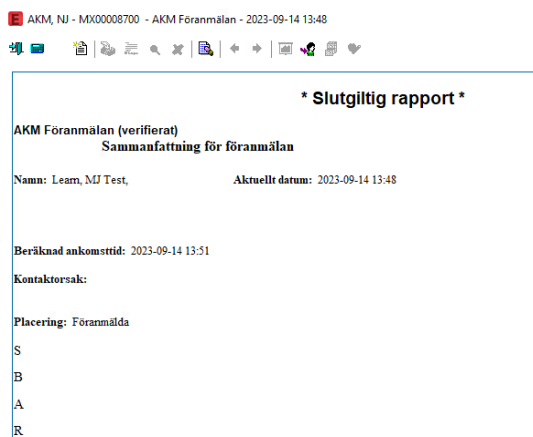 AKM, NJ - MX00008700 - AKM Föranmälan - 2023-09-14 13:48
* Slutgiltig rapport *
AKM Föranmälan (verifierat)
Sammanfattning för föranmälan
Namn: Learn, MJ Test, Aktuellt datum: 2023-09-14 13:48
Beräknad ankomsttid: 2023-09-14 13:51
Kontaktorsak:
Placering: Föranmälda
S
B
A
R